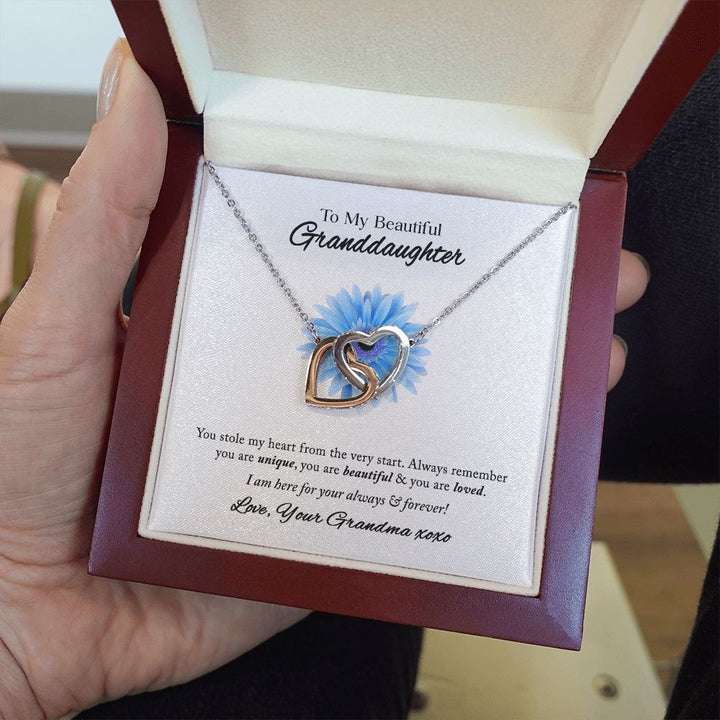 To My Beautiful
Granddaughter
You stole my heart from the very start. Always remember
you are unique, you are beautiful & you are loved.
I am here for your always & forever!
Love, Your Grandma xoxo